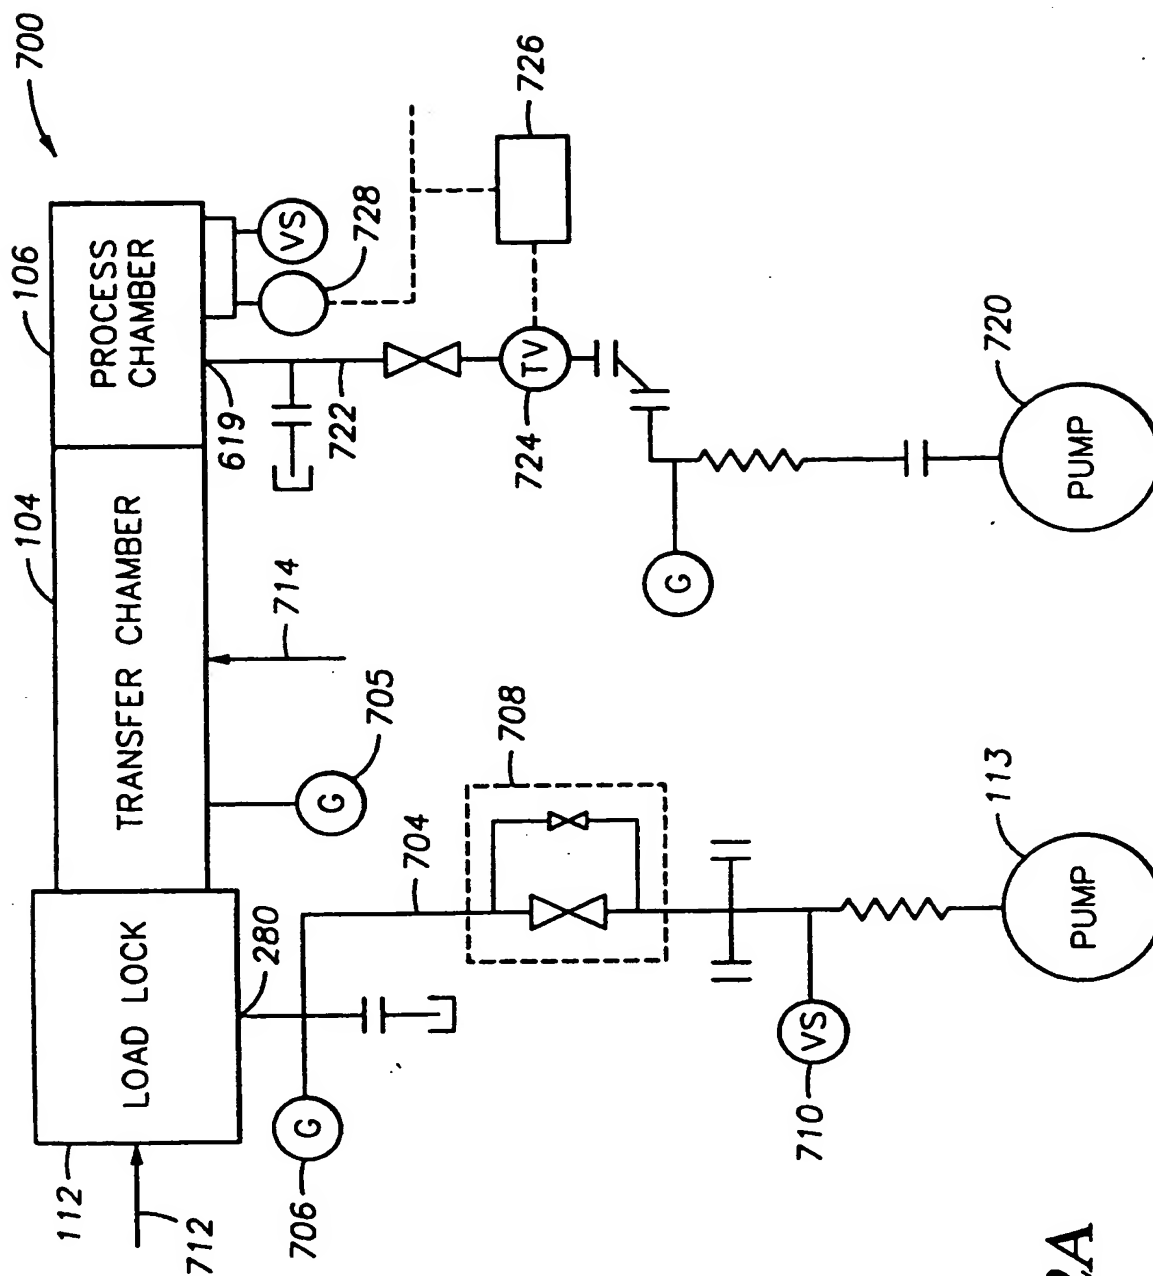 700
106
PROCESS
CHAMBER
VS
728
726
619
722
TV
724
720
PUMP
G
104
TRANSFER CHAMBER
714
G
705
708
704
113
PUMP
LOAD LOCK
280
112
712
G
706
VS
710